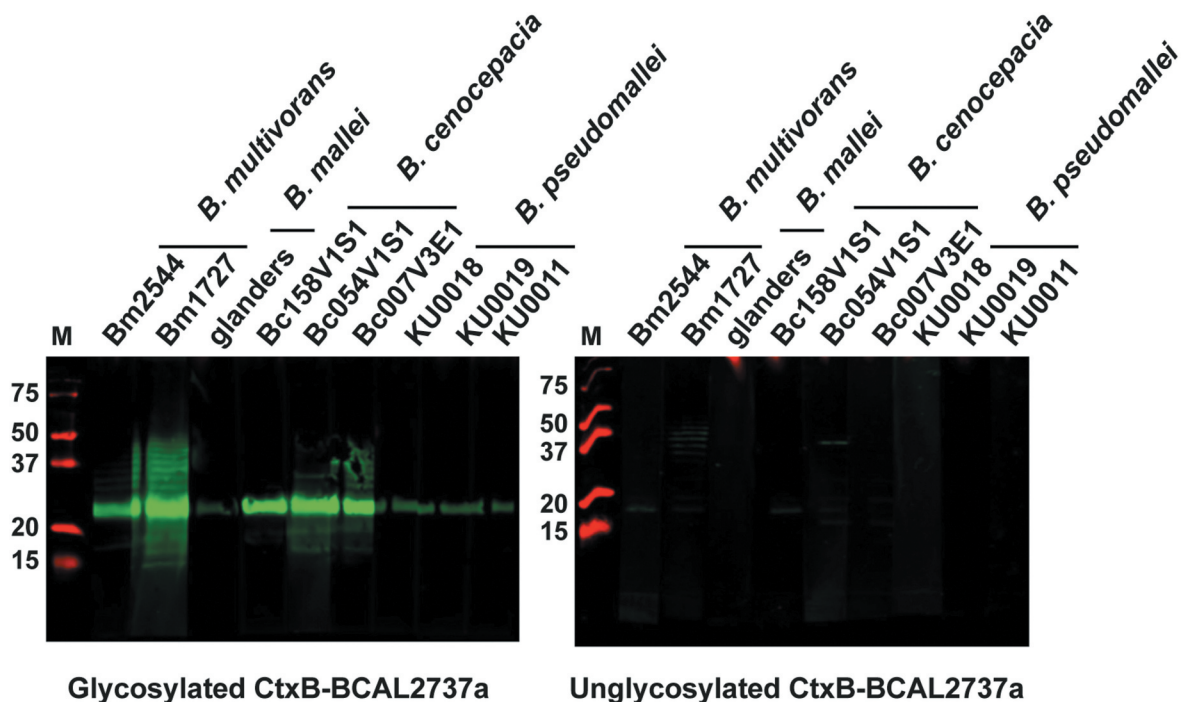 B. multivorans
B. mallei
B. cenocepacia
B. pseudomallei
M
Bm2544
Bm1727
glanders
Bc158V1S1
Bc054V1S1
Bc007V3E1
KU0018
KU0019
KU0011
75
50
37
20
15
Glycosylated CtxB-BCAL2737a
B. multivorans
B. mallei
B. cenocepacia
B. pseudomallei
M
Bm2544
Bm1727
glanders
Bc158V1S1
Bc054V1S1
Bc007V3E1
KU0018
KU0019
KU0011
75
50
37
20
15
Unglycosylated CtxB-BCAL2737a